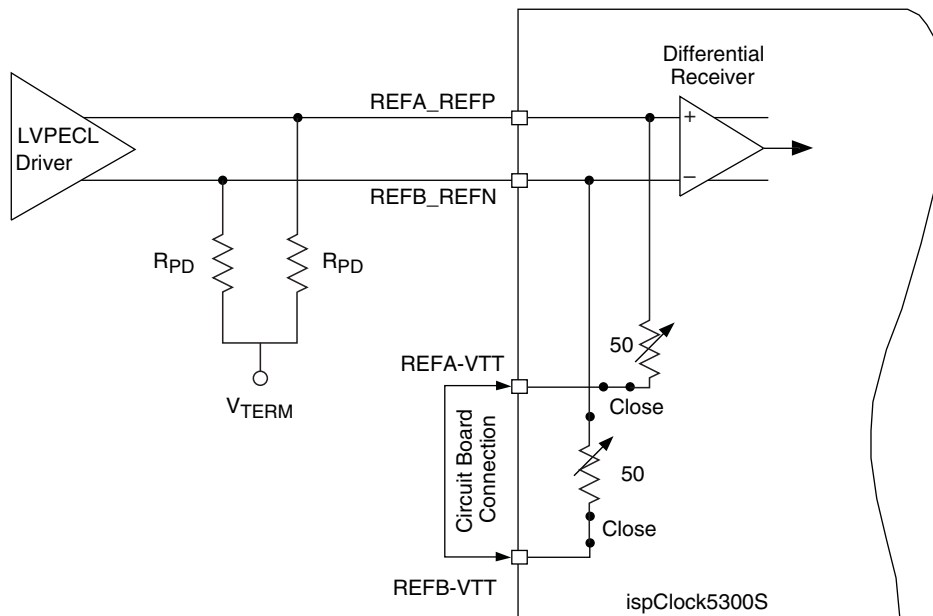 Differential
Receiver
REFA_REFP
+
LVPECL
Driver
–
REFB_REFN
RPD
RPD
50
REFA-VTT
Close
VTERM
Circuit Board
Connection
50
Close
REFB-VTT
ispClock5300S